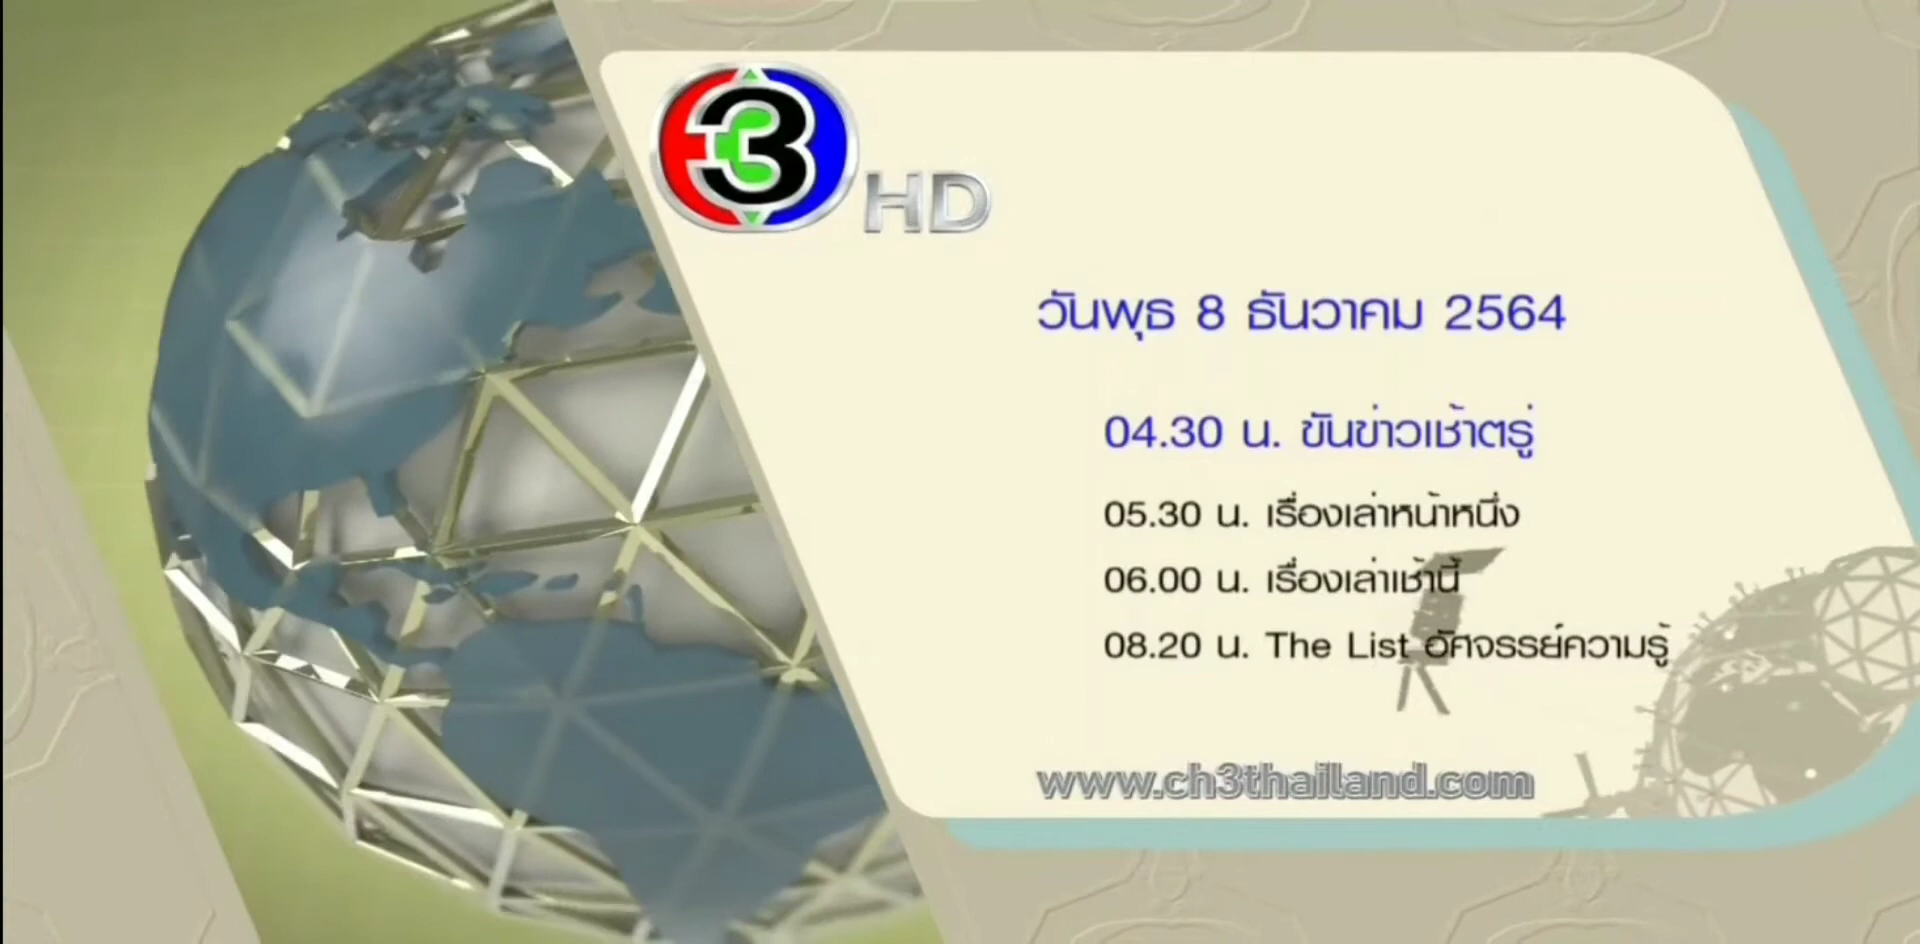 3 HD
วันพุธ 8 ธันวาคม 2564
04.30 น. ขันข่าวเช้าตรู่
05.30 น. เรื่องเล่าหน้าหนึ่ง
06.00 น. เรื่องเล่าเช้านี้
08.20 น. The List อัศจรรย์ความรู้
www.ch3thailand.com